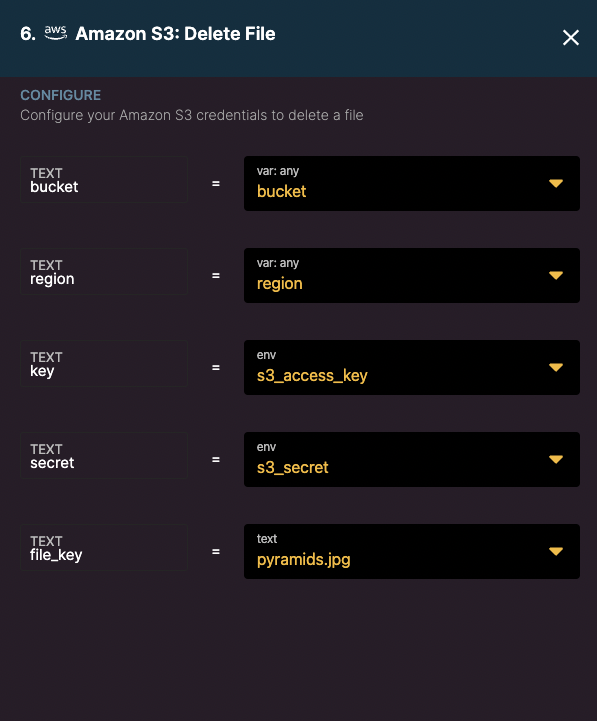 6. aws Amazon S3: Delete File
CONFIGURE
Configure your Amazon S3 credentials to delete a file
TEXT
bucket
=
var: any
bucket
TEXT
region
=
var: any
region
TEXT
key
=
env
s3_access_key
TEXT
secret
=
env
s3_secret
TEXT
file_key
=
text
pyramids.jpg